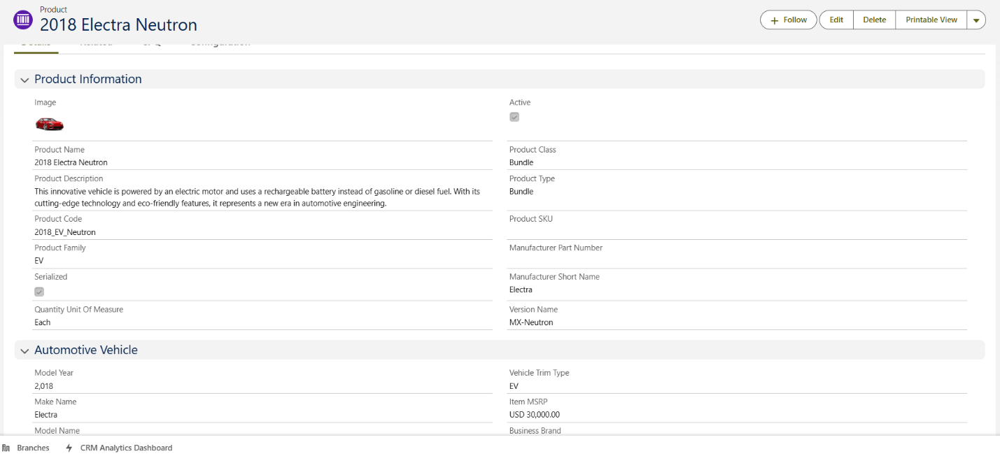 Product
2018 Electra Neutron
Follow
Edit
Delete
Printable View
Details
Related
Configuration
Product Information
Image
Active
Product Name
2018 Electra Neutron
Product Class
Bundle
Product Description
This innovative vehicle is powered by an electric motor and uses a rechargeable battery instead of gasoline or diesel fuel. With its
cutting-edge technology and eco-friendly features, it represents a new era in automotive engineering.
Product Type
Bundle
Product Code
2018_EV_Neutron
Product SKU
Product Family
EV
Manufacturer Part Number
Serialized
Manufacturer Short Name
Electra
Quantity Unit Of Measure
Each
Version Name
MX-Neutron
Automotive Vehicle
Model Year
2,018
Vehicle Trim Type
EV
Make Name
Electra
Item MSRP
USD 30,000.00
Model Name
Business Brand
Branches
CRM Analytics Dashboard